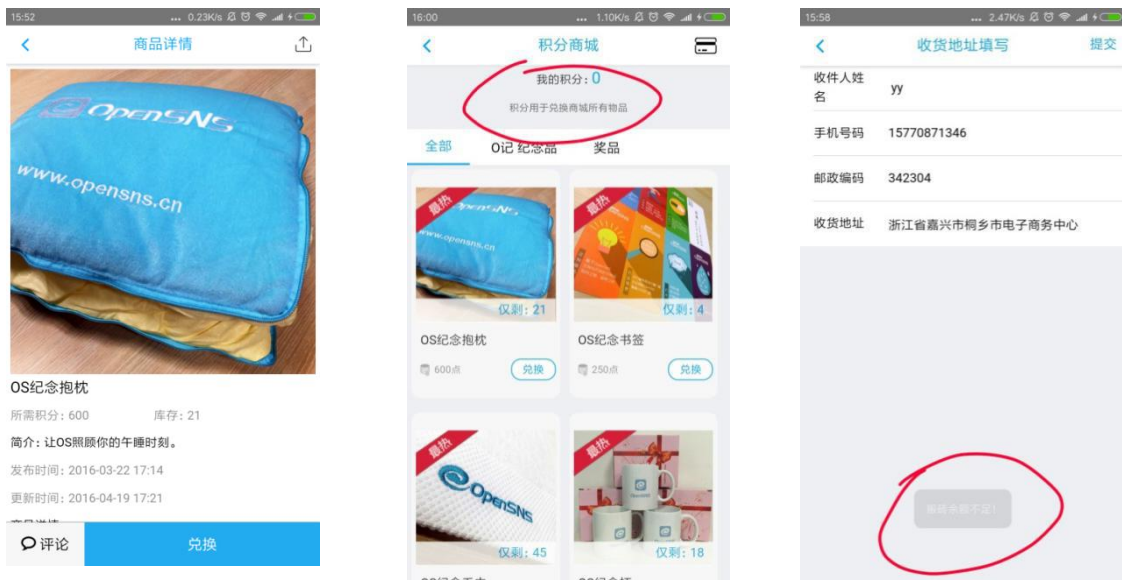 15:52
... 0.23K/s
商品详情
OpenSNS
www.opensns.cn
OS纪念抱枕
所需积分：600 库存：21
简介：让OS照顾你的午睡时刻。
发布时间：2016-03-22 17:14
更新时间：2016-04-19 17:21
评论
兑换
16:00
... 1.10K/s
积分商城
我的积分：0
积分用于兑换商城所有物品
全部 O记 纪念品 奖品
最热
OpenSNS
www.opensns.cn
仅剩：21
OS纪念抱枕
600点 兑换
最热
仅剩：4
OS纪念书签
250点 兑换
最热
OpenSNS
仅剩：45
最热
仅剩：18
15:58
... 2.47K/s
收货地址填写
提交
收件人姓名 yy
手机号码 15770871346
邮政编码 342304
收货地址 浙江省嘉兴市桐乡市电子商务中心